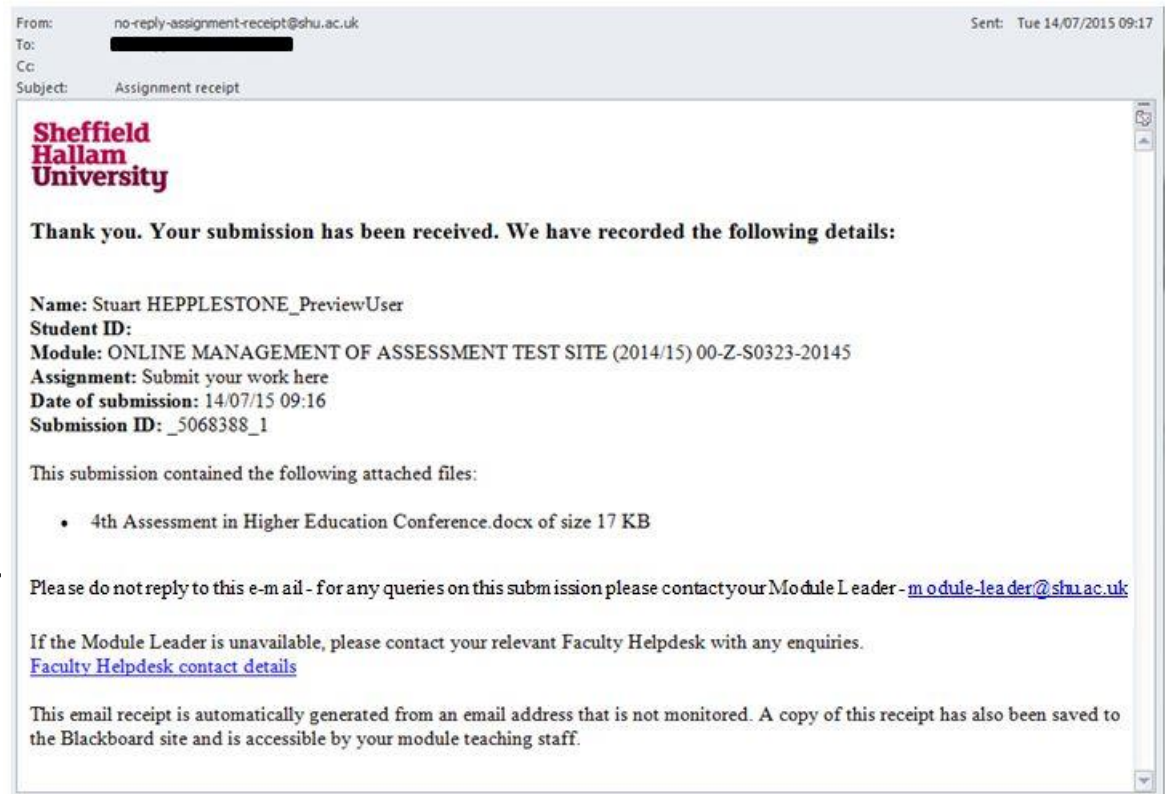 From: no-reply-assignment-receipt@shu.ac.uk Sent: Tue 14/07/2015 09:17
To:
Cc:
Subject: Assignment receipt
Sheffield
Hallam
University
Thank you. Your submission has been received. We have recorded the following details:
Name: Stuart HEPPLESTONE_PreviewUser
Student ID:
Module: ONLINE MANAGEMENT OF ASSESSMENT TEST SITE (2014/15) 00-Z-S0323-20145
Assignment: Submit your work here
Date of submission: 14/07/15 09:16
Submission ID: _5068388_1
This submission contained the following attached files:
• 4th Assessment in Higher Education Conference.docx of size 17 KB
Please do not reply to this e-mail - for any queries on this submission please contact your Module Leader - module-leader@shu.ac.uk
If the Module Leader is unavailable, please contact your relevant Faculty Helpdesk with any enquiries.
Faculty Helpdesk contact details
This email receipt is automatically generated from an email address that is not monitored. A copy of this receipt has also been saved to
the Blackboard site and is accessible by your module teaching staff.